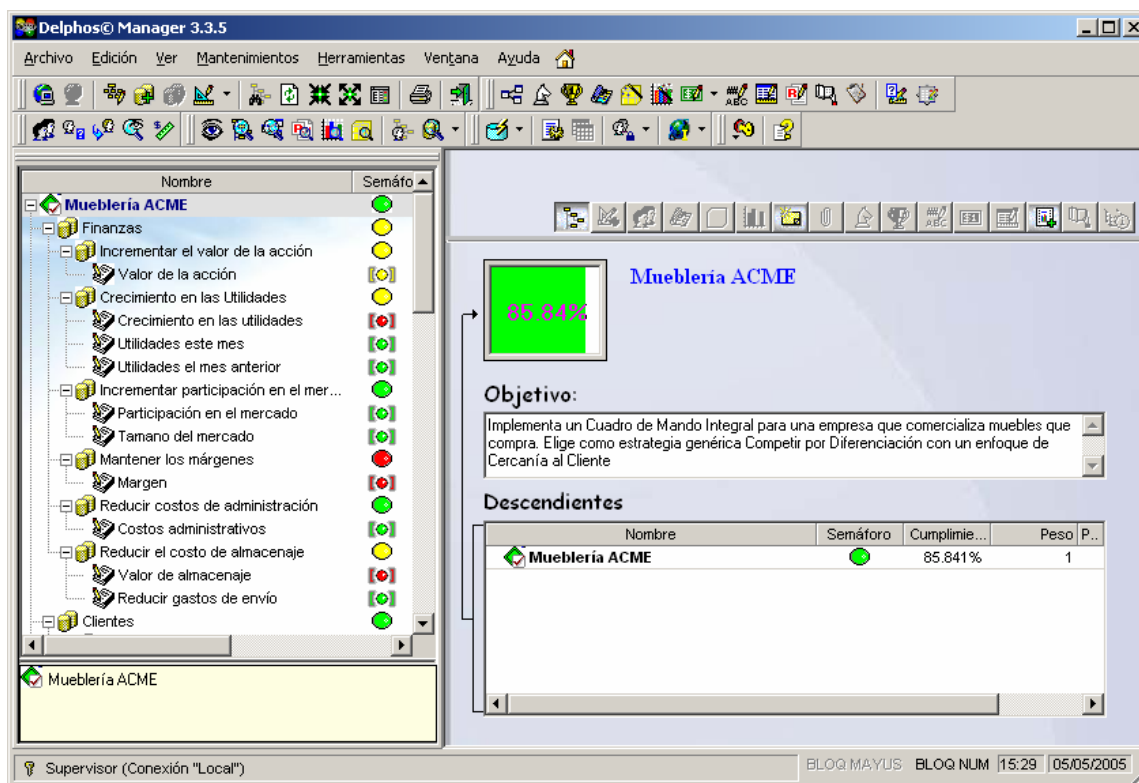 Delphos© Manager 3.3.5
Archivo Edición Ver Mantenimientos Herramientas Ventana Ayuda
Nombre Semáfo
Mueblería ACME
Finanzas
Incrementar el valor de la acción
Valor de la acción
Crecimiento en las Utilidades
Crecimiento en las utilidades
Utilidades este mes
Utilidades el mes anterior
Incrementar participación en el mer...
Participación en el mercado
Tamano del mercado
Mantener los márgenes
Margen
Reducir costos de administración
Costos administrativos
Reducir el costo de almacenaje
Valor de almacenaje
Reducir gastos de envío
Clientes
Mueblería ACME
85.84%
Mueblería ACME
Objetivo:
Implementa un Cuadro de Mando Integral para una empresa que comercializa muebles que
compra. Elige como estrategia genérica Competir por Diferenciación con un enfoque de
Cercanía al Cliente
Descendientes
Nombre Semáforo Cumplimie... Peso P..
Mueblería ACME 85.841% 1
Supervisor (Conexión "Local") BLOQ MAYUS BLOQ NUM 15:29 05/05/2005